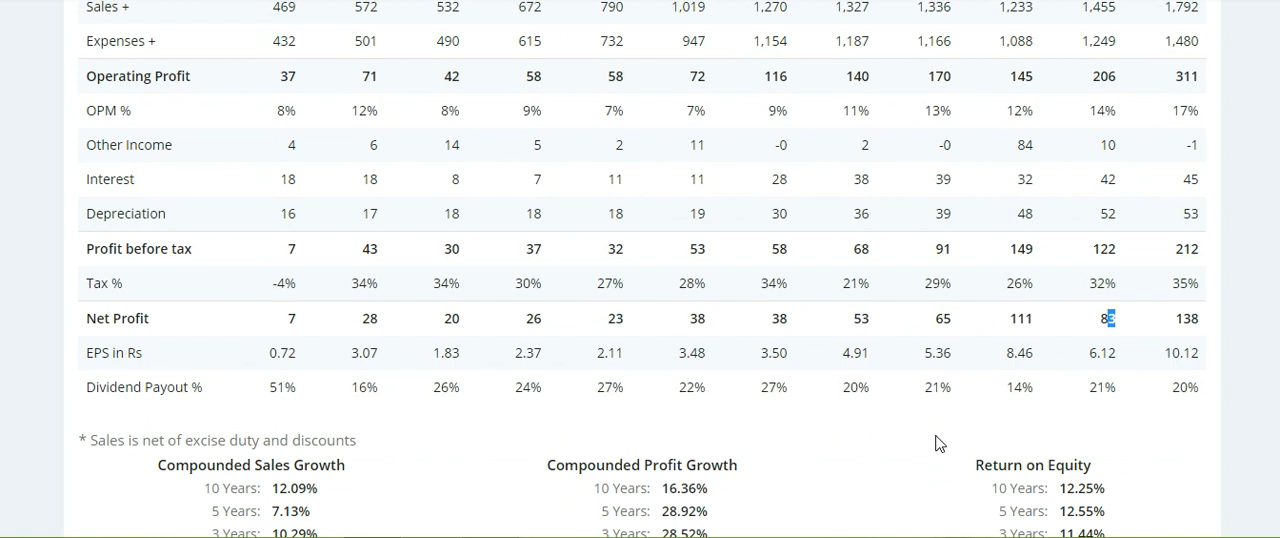 Sales + 469 572 532 672 790 1,019 1,270 1,327 1,336 1,233 1,455 1,792
Expenses + 432 501 490 615 732 947 1,154 1,187 1,166 1,088 1,249 1,480
Operating Profit 37 71 42 58 58 72 116 140 170 145 206 311
OPM % 8% 12% 8% 9% 7% 7% 9% 11% 13% 12% 14% 17%
Other Income 4 6 14 5 2 11 -0 2 -0 84 10 -1
Interest 18 18 8 7 11 11 28 38 39 32 42 45
Depreciation 16 17 18 18 18 19 30 36 39 48 52 53
Profit before tax 7 43 30 37 32 53 58 68 91 149 122 212
Tax % -4% 34% 34% 30% 27% 28% 34% 21% 29% 26% 32% 35%
Net Profit 7 28 20 26 23 38 38 53 65 111 83 138
EPS in Rs 0.72 3.07 1.83 2.37 2.11 3.48 3.50 4.91 5.36 8.46 6.12 10.12
Dividend Payout % 51% 16% 26% 24% 27% 22% 27% 20% 21% 14% 21% 20%
* Sales is net of excise duty and discounts
Compounded Sales Growth Compounded Profit Growth Return on Equity
10 Years: 12.09% 10 Years: 16.36% 10 Years: 12.25%
5 Years: 7.13% 5 Years: 28.92% 5 Years: 12.55%
3 Years: 10.29% 3 Years: 28.52% 3 Years: 11.44%